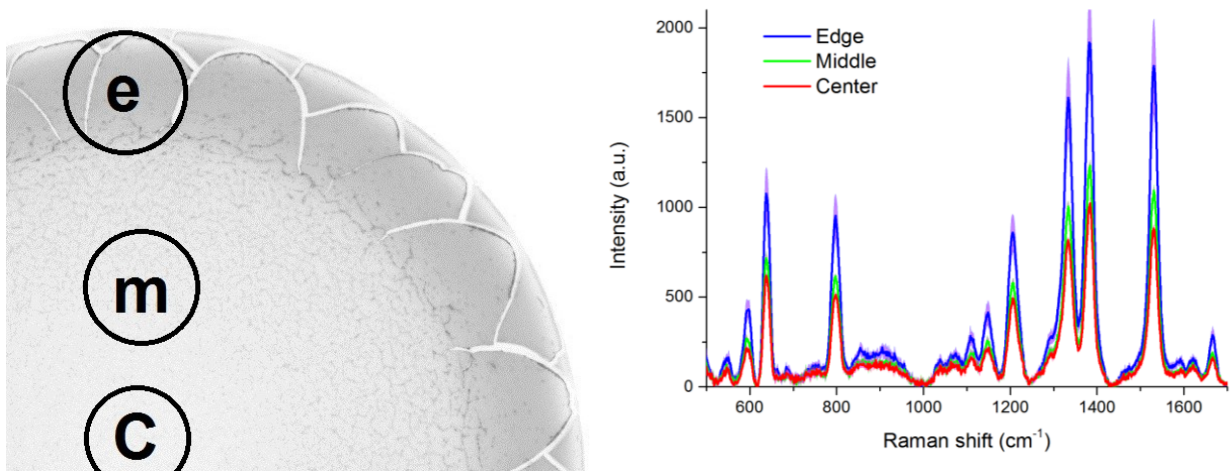 e
m
C
Edge
Middle
Center
Intensity (a.u.)
2000
1500
1000
500
0
600 800 1000 1200 1400 1600
Raman shift (cm⁻¹)